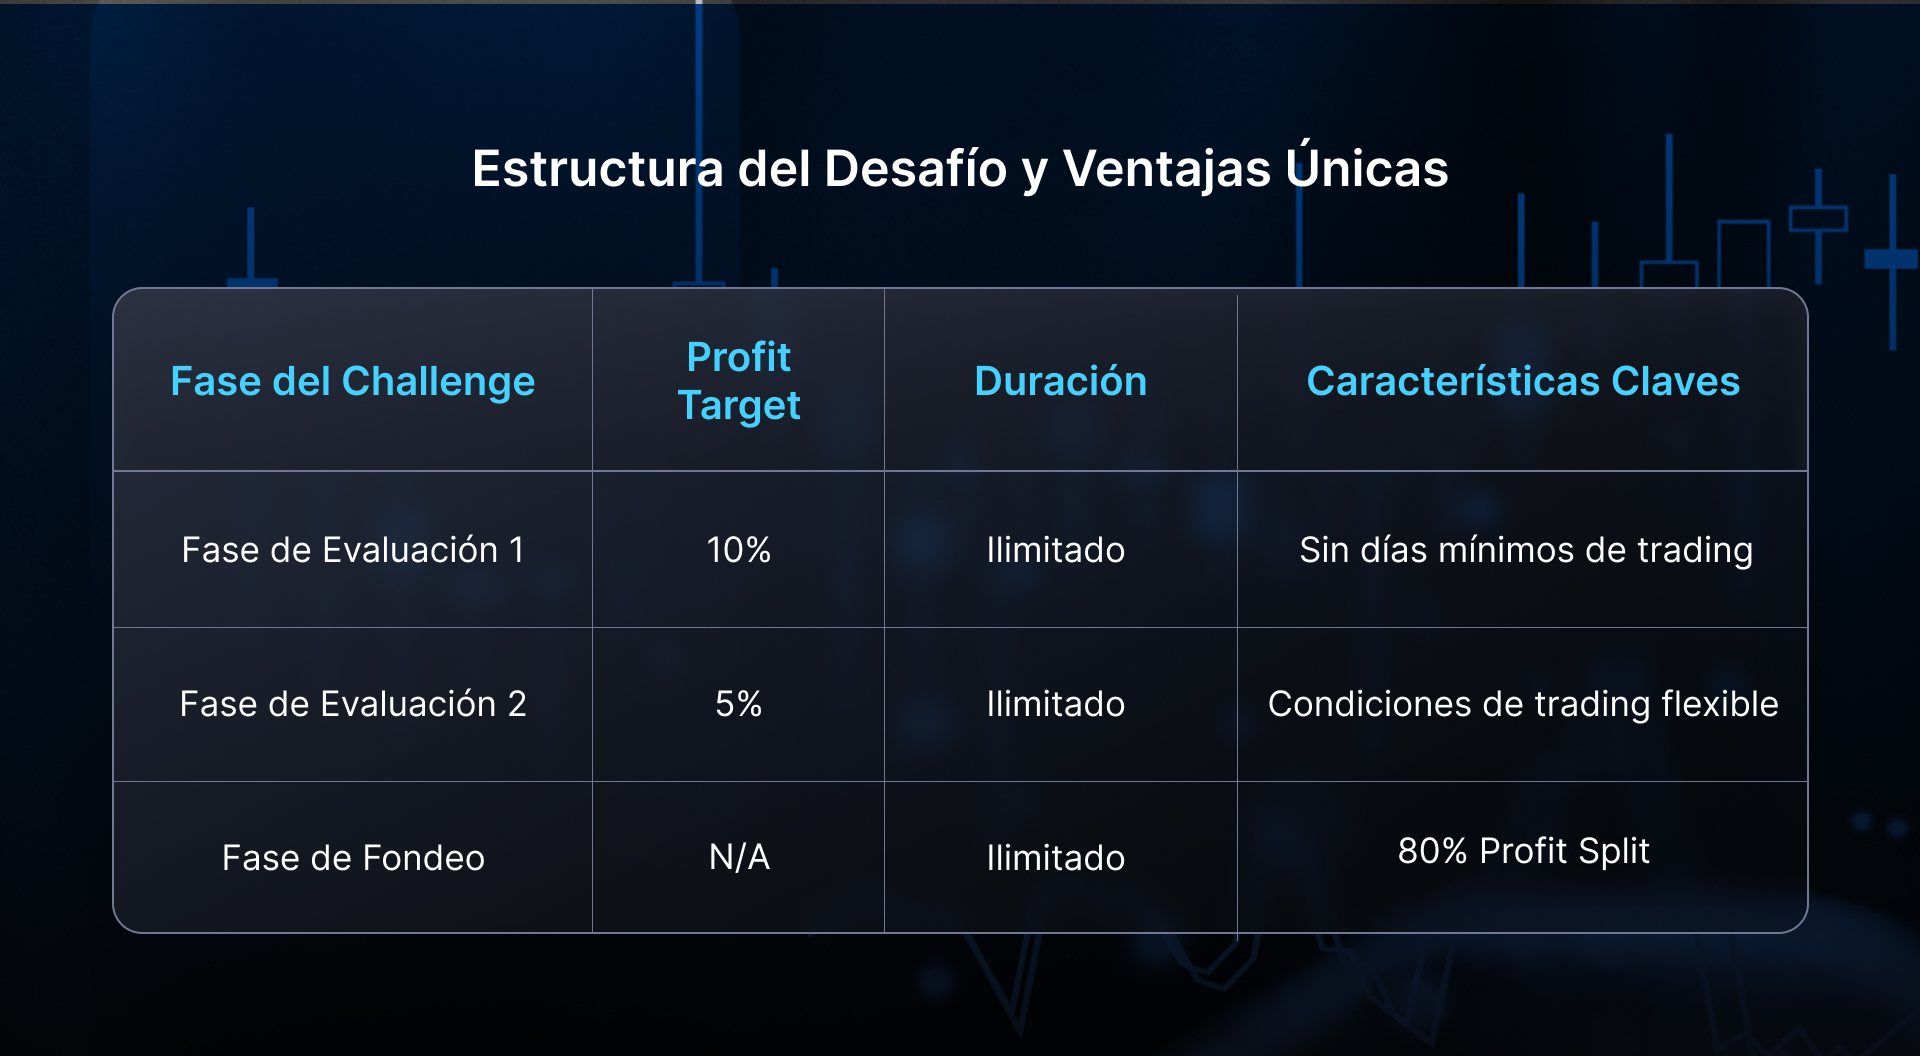 Estructura del Desafío y Ventajas Únicas
Fase del Challenge
Profit
Target
Duración
Características Claves
Fase de Evaluación 1
10%
Ilimitado
Sin días mínimos de trading
Fase de Evaluación 2
5%
Ilimitado
Condiciones de trading flexible
Fase de Fondeo
N/A
Ilimitado
80% Profit Split